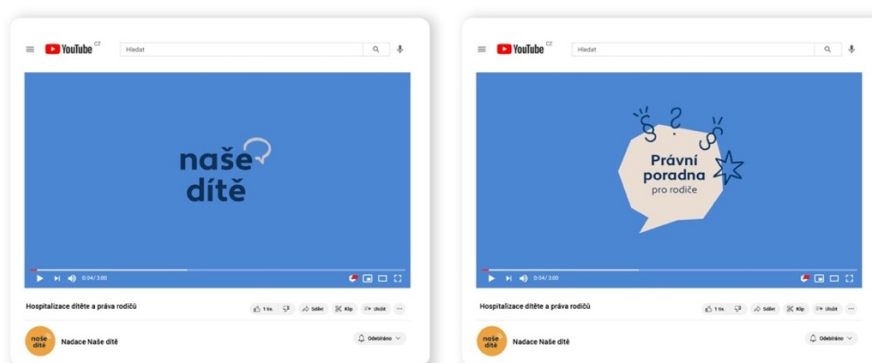 YouTube CZ
Hledat
naše
dítě
0:04/3:00
Hospitalizace dítěte a práva rodičů
1 tis.
Sdílet
Klip
Uložit
naše
dítě
Nadace Naše dítě
Odebíráno
YouTube CZ
Hledat
§ ? §
Právní
poradna
pro rodiče
0:04/3:00
Hospitalizace dítěte a práva rodičů
1 tis.
Sdílet
Klip
Uložit
naše
dítě
Nadace Naše dítě
Odebíráno